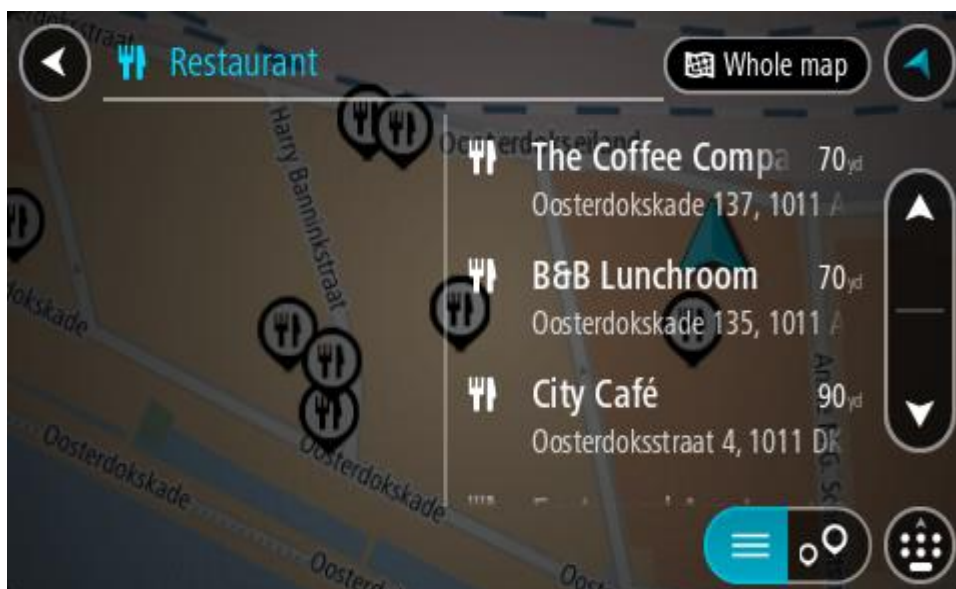 Restaurant
Whole map
The Coffee Compa 70yd
Oosterdokskade 137, 1011 A
B&B Lunchroom 70yd
Oosterdokskade 135, 1011 A
City Café 90yd
Oosterdoksstraat 4, 1011 DK
Oosterdokseiland
Harry Banninkstraat
Oosterdokskade
Oosterdokskade